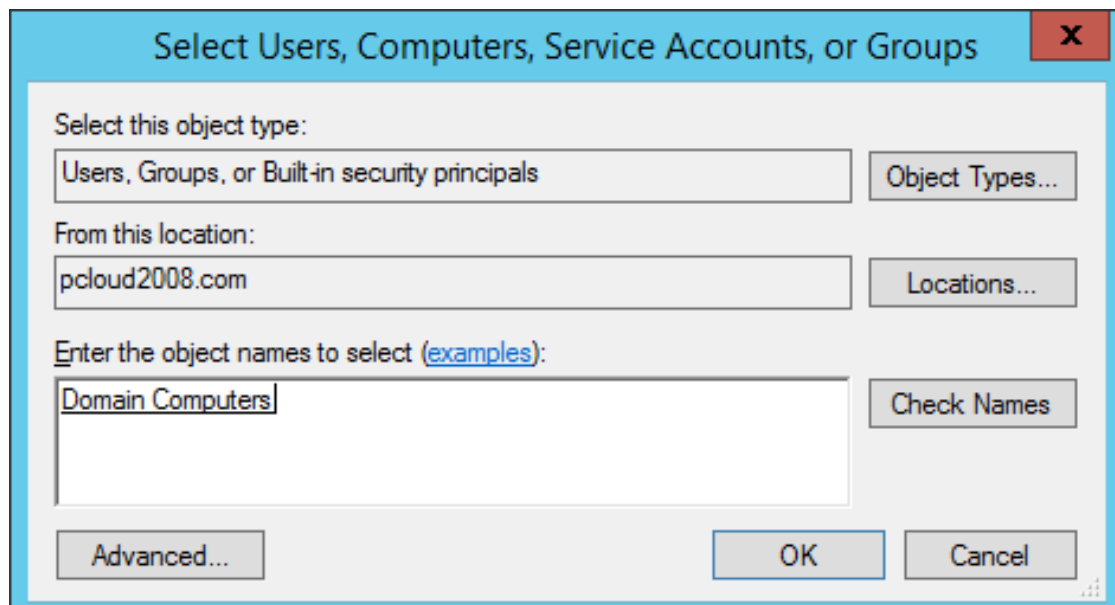 Select Users, Computers, Service Accounts, or Groups
x
Select this object type:
Users, Groups, or Built-in security principals
Object Types...
From this location:
pcloud2008.com
Locations...
Enter the object names to select (examples):
Domain Computers
Check Names
Advanced...
OK
Cancel